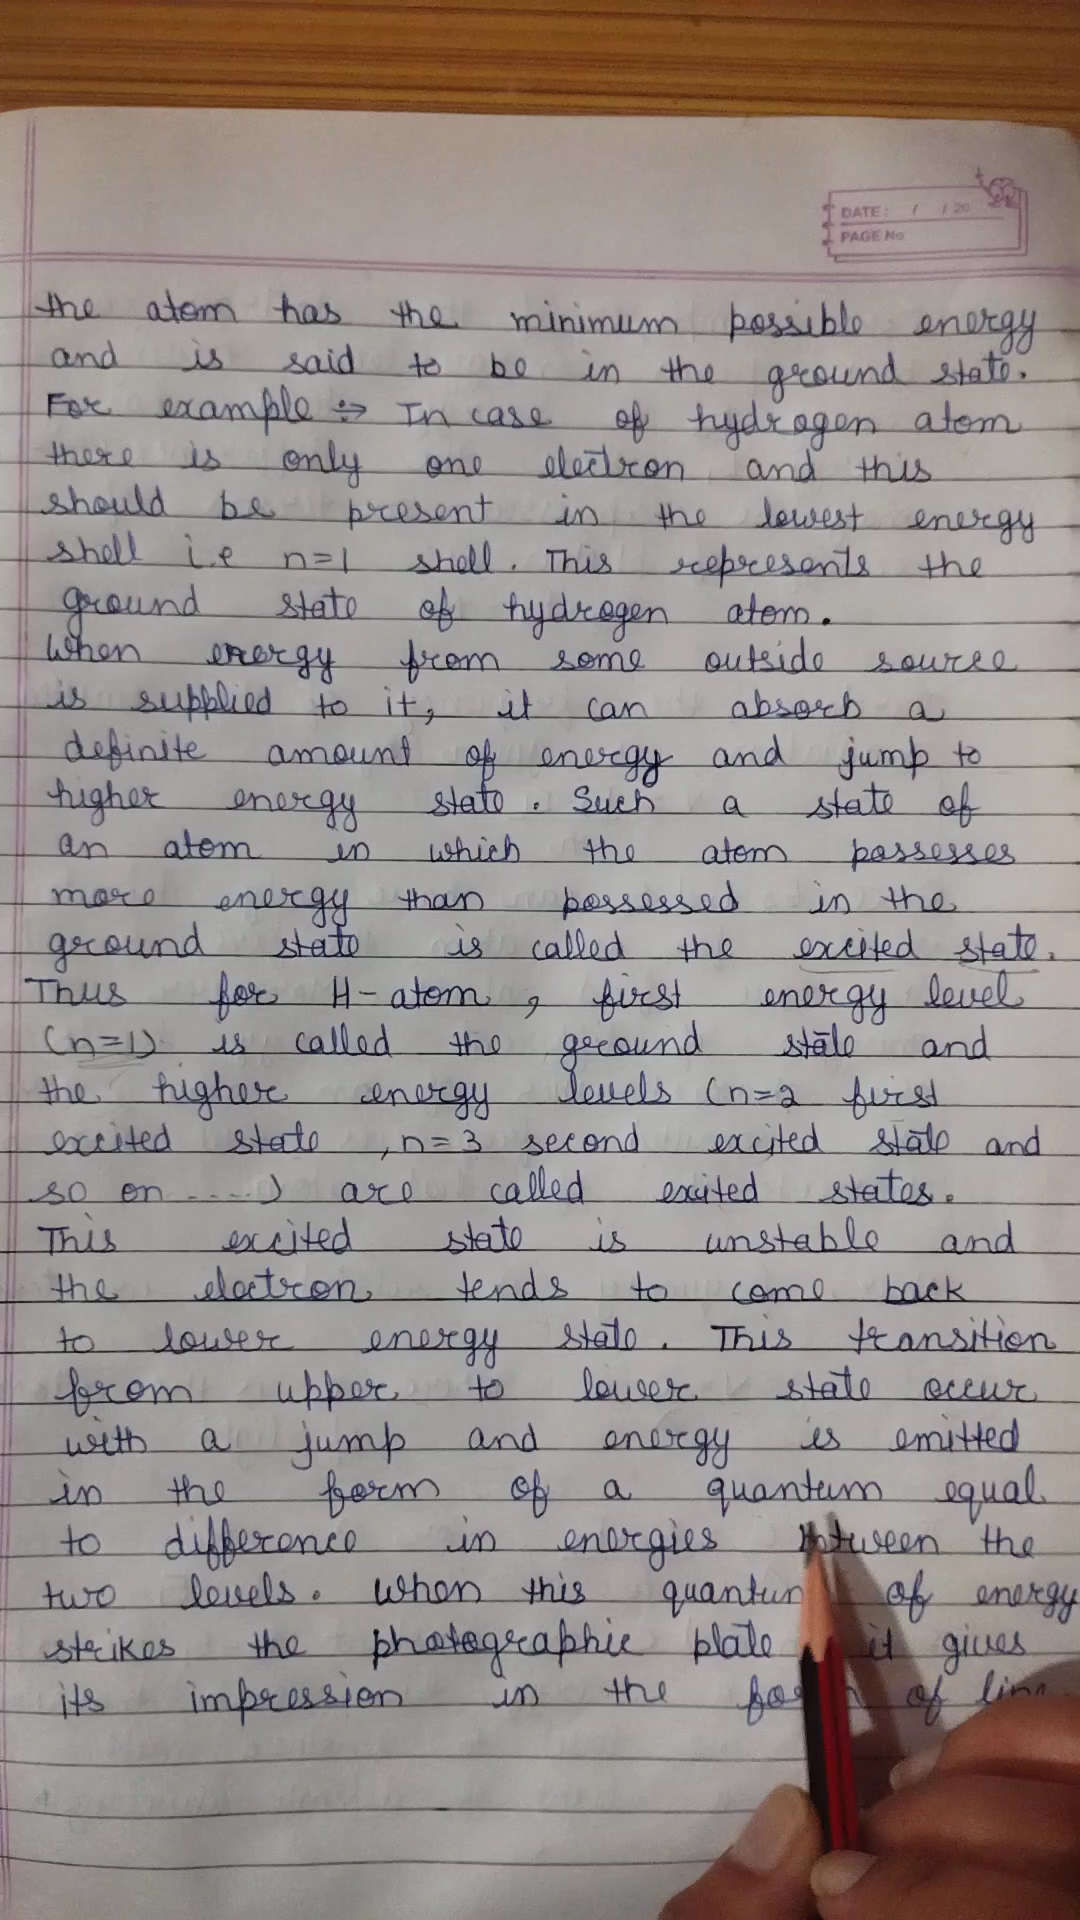 DATE: / / 20
PAGE No
the atom has the minimum possible energy
and is said to be in the ground state.
For example :-> In case of hydrogen atom
there is only one electron and this
should be present in the lowest energy
shell i.e n=1 shell. This represents the
ground state of hydrogen atom.
When energy from some outside source
is supplied to it, it can absorb a
definite amount of energy and jump to
higher energy state. Such a state of
an atom in which the atom possesses
more energy than possessed in the
ground state is called the excited state.
Thus for H-atom, first energy level
(n=1) is called the ground state and
the higher energy levels (n=2 first
excited state, n=3 second excited state and
so on .....) are called excited states.
This excited state is unstable and
the electron tends to come back
to lower energy state. This transition
from upper to lower state occur
with a jump and energy is emitted
in the form of a quantum equal
to difference in energies between the
two levels. When this quantum of energy
strikes the photographic plate it gives
its impression in the form of line